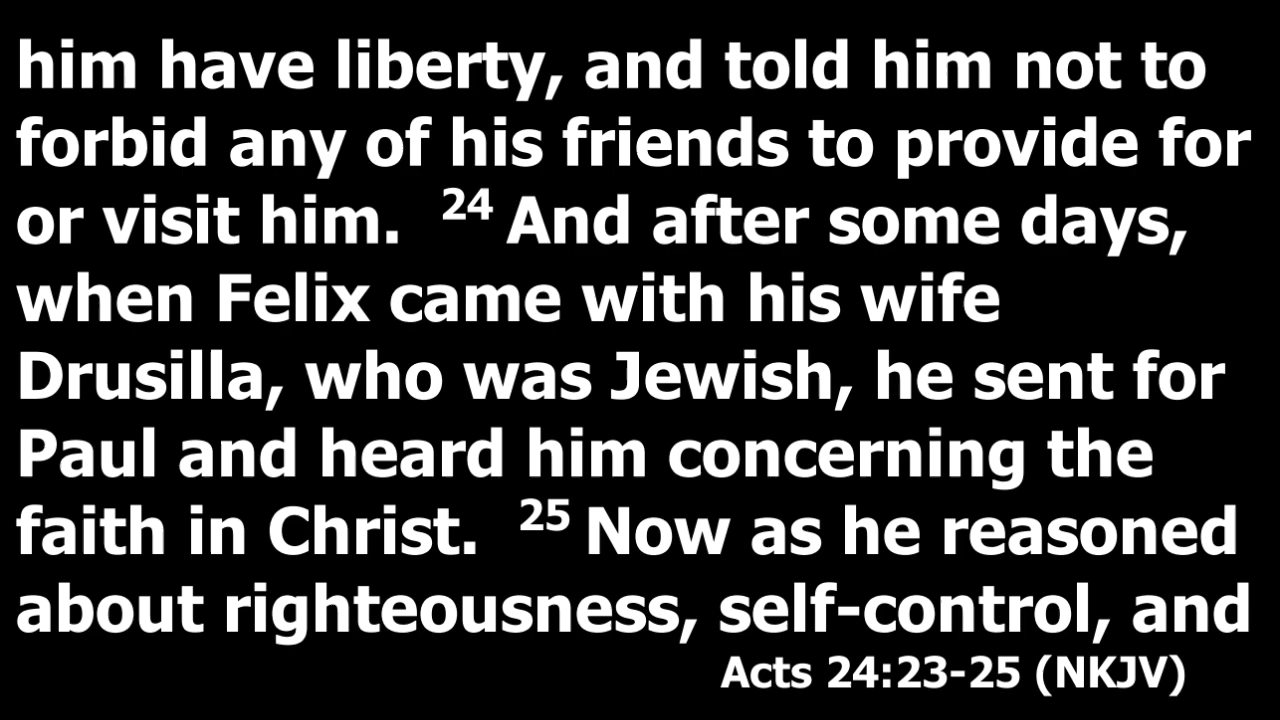 him have liberty, and told him not to
forbid any of his friends to provide for
or visit him.  24 And after some days,
when Felix came with his wife
Drusilla, who was Jewish, he sent for
Paul and heard him concerning the
faith in Christ.  25 Now as he reasoned
about righteousness, self-control, and
Acts 24:23-25 (NKJV)